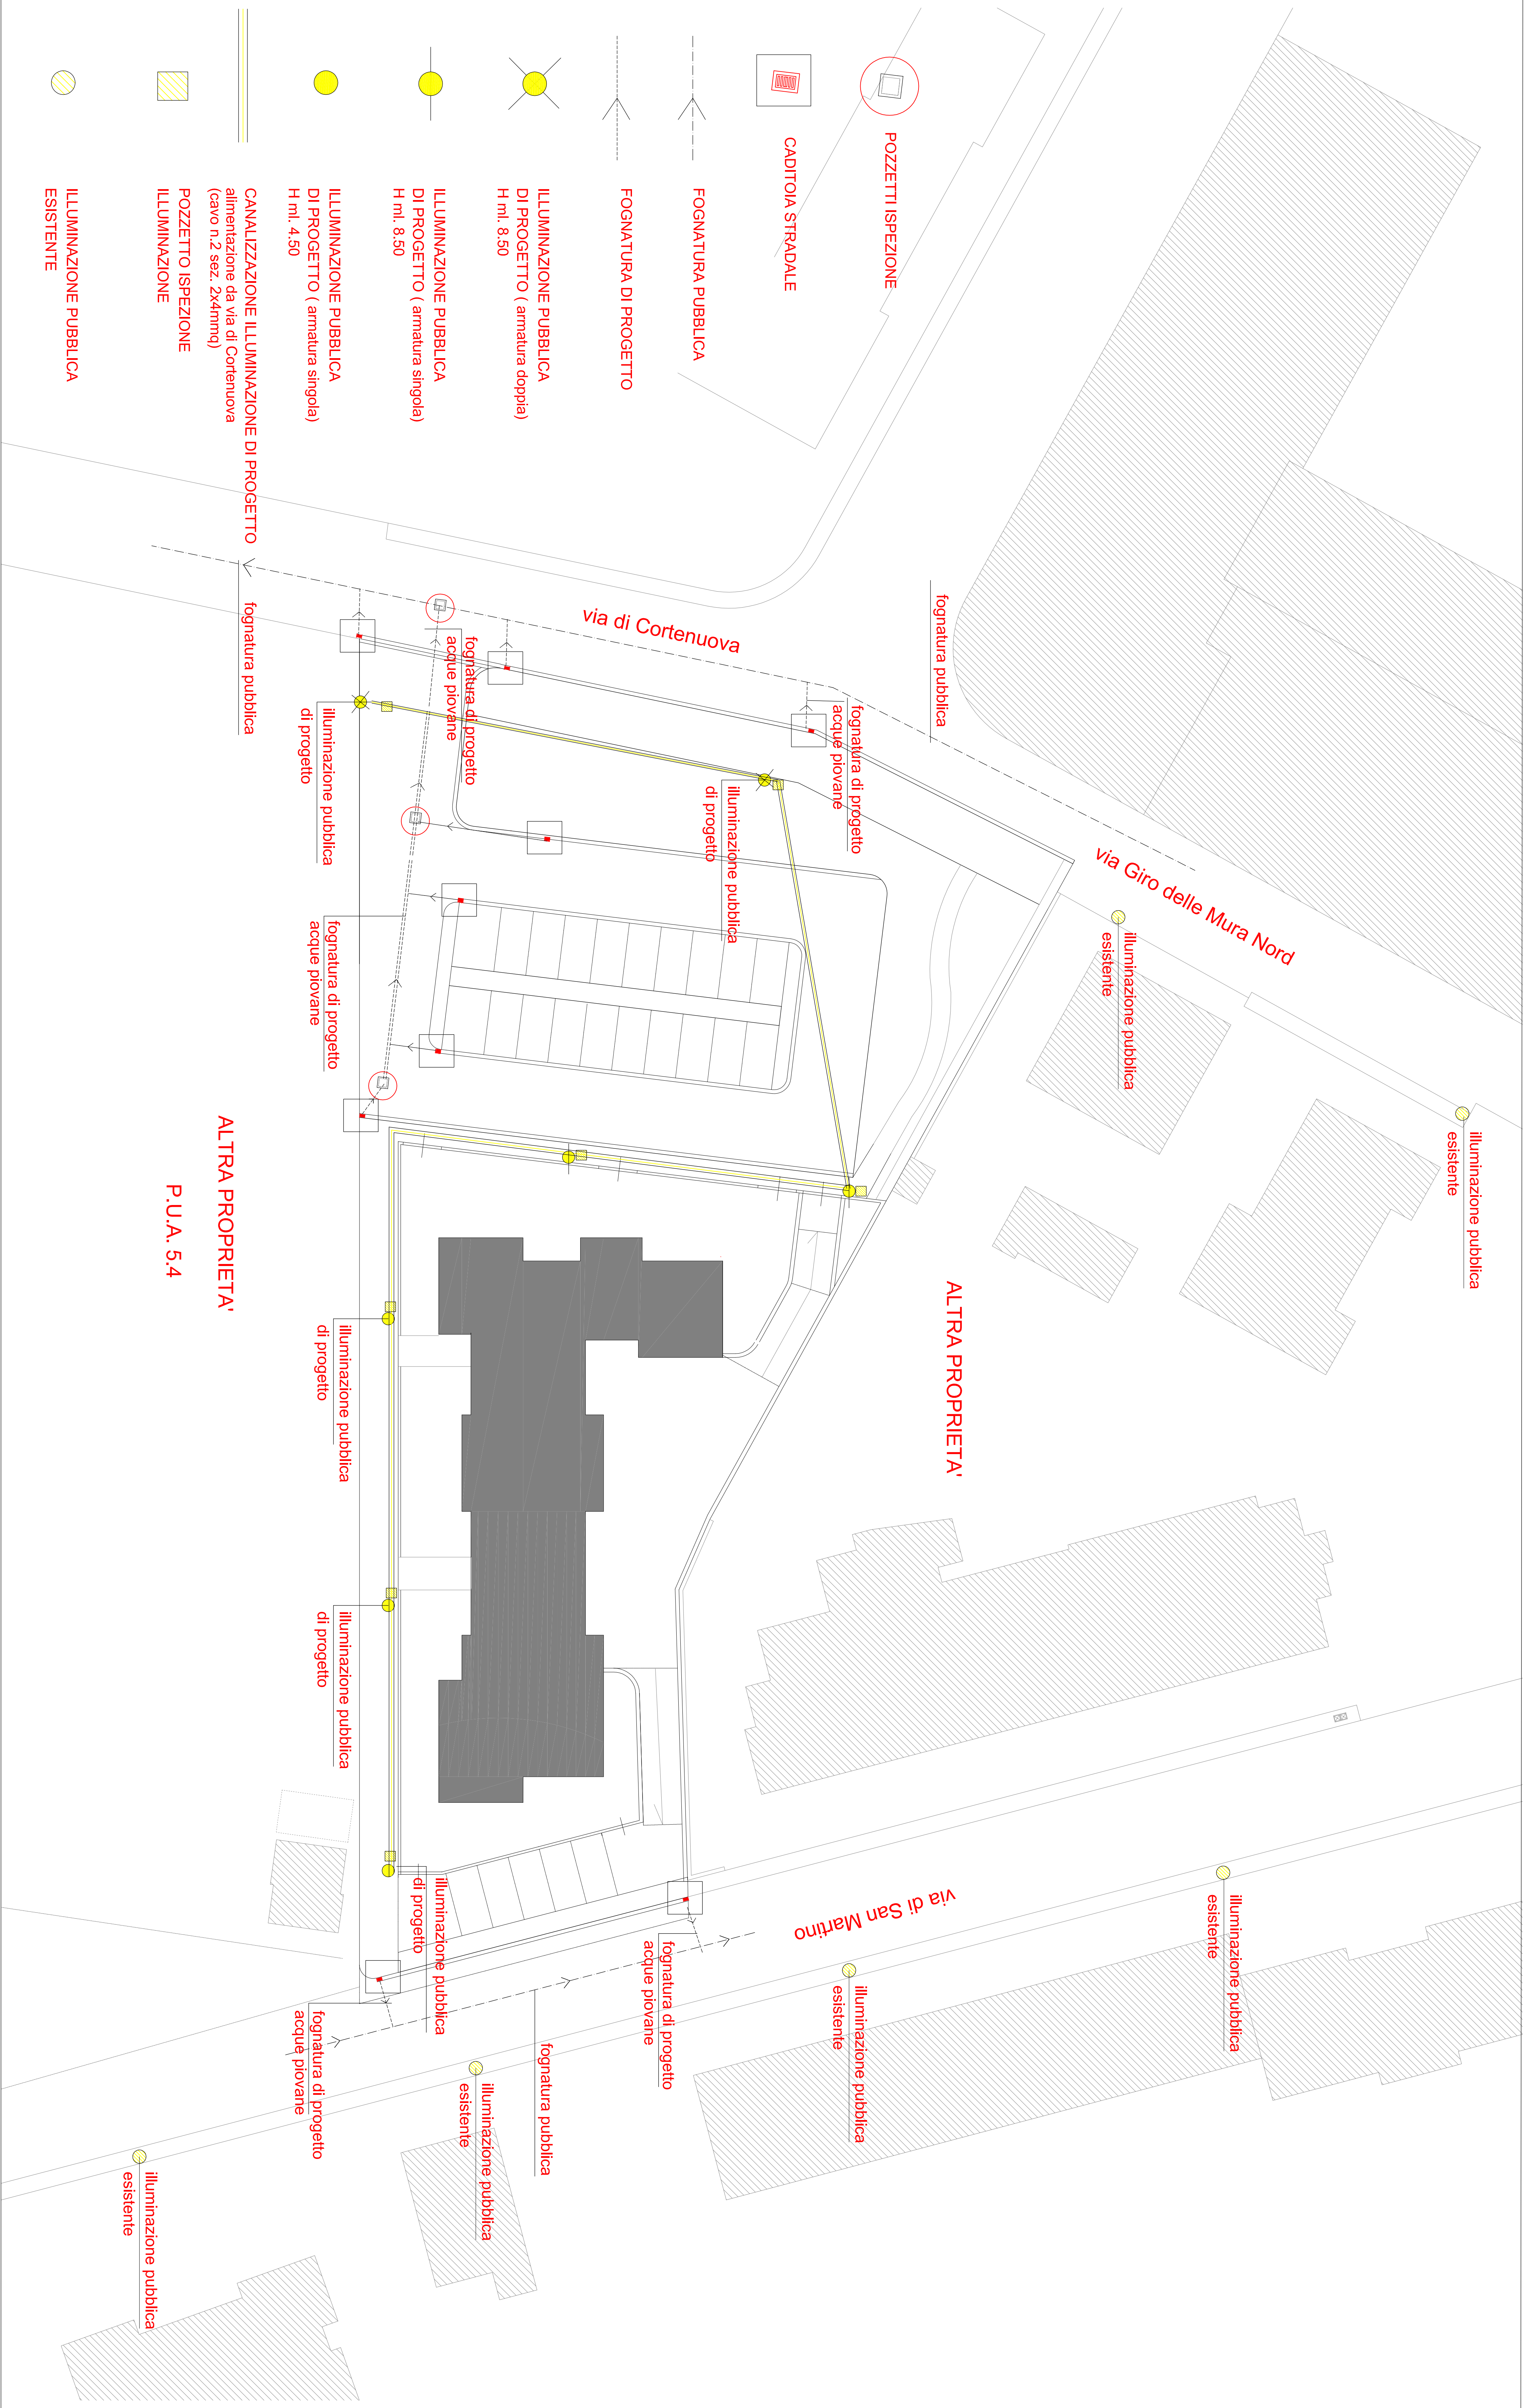 POZZETTI ISPEZIONE
CADITOIA STRADALE
FOGNATURA PUBBLICA
FOGNATURA DI PROGETTO
ILLUMINAZIONE PUBBLICA
DI PROGETTO ( armatura doppia)
H ml. 8.50
ILLUMINAZIONE PUBBLICA
DI PROGETTO ( armatura singola)
H ml. 8.50
ILLUMINAZIONE PUBBLICA
DI PROGETTO ( armatura singola)
H ml. 4.50
CANALIZZAZIONE ILLUMINAZIONE DI PROGETTO
alimentazione da via di Cortenuova
(cavo n.2 sez. 2x4mmq)
POZZETTO ISPEZIONE
ILLUMINAZIONE
ILLUMINAZIONE PUBBLICA
ESISTENTE
fognatura pubblica
via di Cortenuova
fognatura di progetto
acque piovane
fognatura pubblica
fognatura di progetto
acque piovane
illuminazione pubblica
di progetto
illuminazione pubblica
di progetto
via Giro delle Mura Nord
illuminazione pubblica
esistente
fognatura di progetto
acque piovane
illuminazione pubblica
esistente
ALTRA PROPRIETA'
P.U.A. 5.4
ALTRA PROPRIETA'
illuminazione pubblica
di progetto
illuminazione pubblica
di progetto
illuminazione pubblica
di progetto
via di San Martino
illuminazione pubblica
esistente
fognatura di progetto
acque piovane
illuminazione pubblica
esistente
fognatura di progetto
acque piovane
fognatura pubblica
illuminazione pubblica
esistente
illuminazione pubblica
esistente